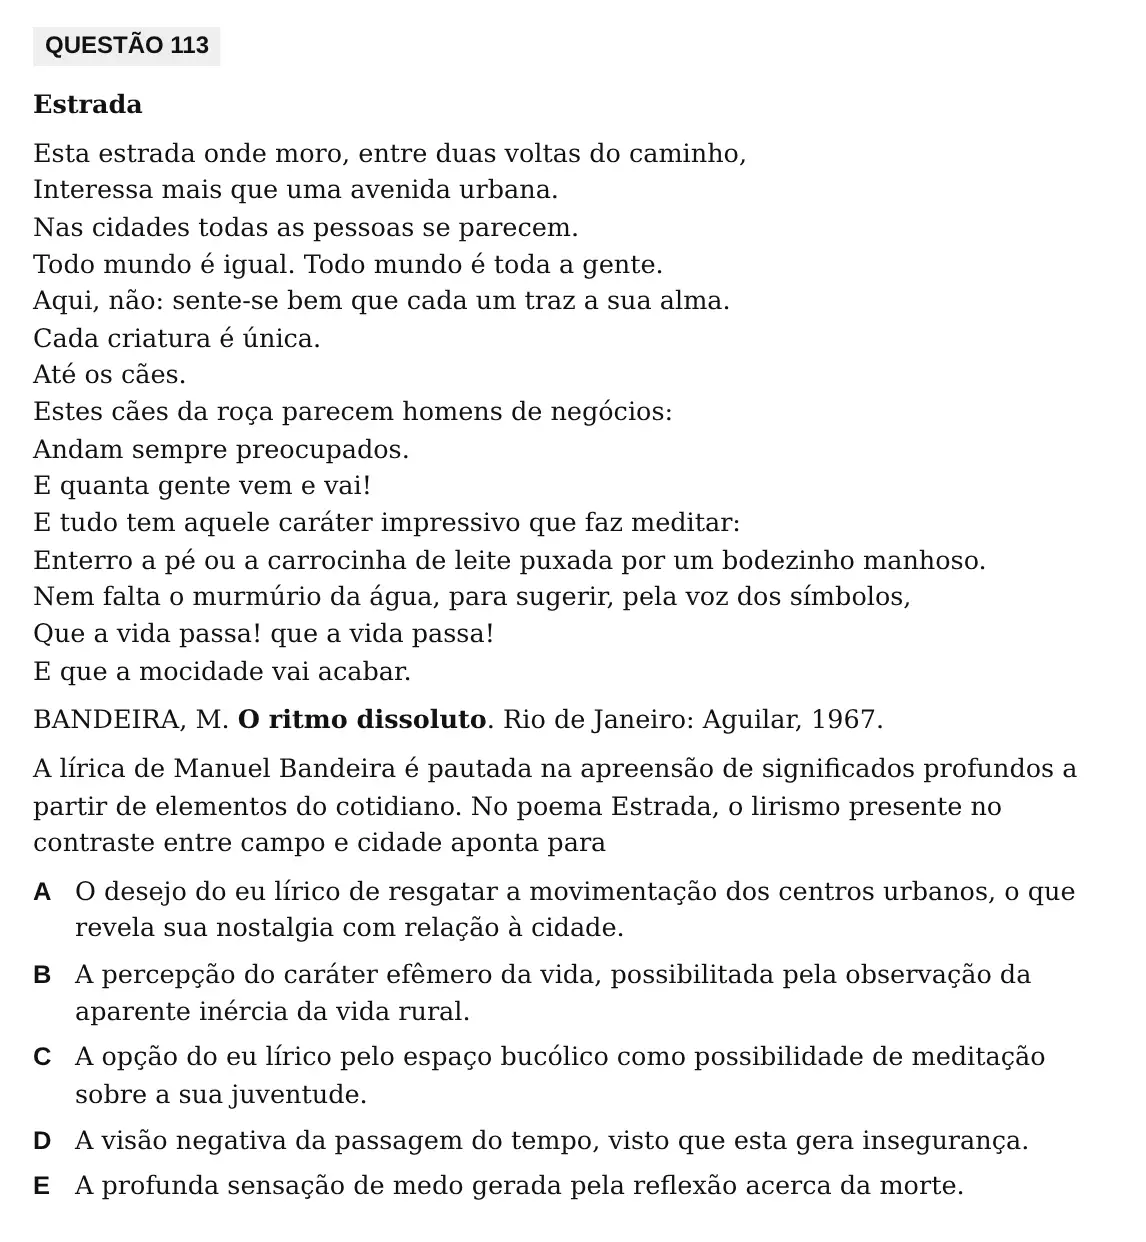 QUESTÃO 113
Estrada
Esta estrada onde moro, entre duas voltas do caminho,
Interessa mais que uma avenida urbana.
Nas cidades todas as pessoas se parecem.
Todo mundo é igual. Todo mundo é toda a gente.
Aqui, não: sente-se bem que cada um traz a sua alma.
Cada criatura é única.
Até os cães.
Estes cães da roça parecem homens de negócios:
Andam sempre preocupados.
E quanta gente vem e vai!
E tudo tem aquele caráter impressivo que faz meditar:
Enterro a pé ou a carrocinha de leite puxada por um bodezinho manhoso.
Nem falta o murmúrio da água, para sugerir, pela voz dos símbolos,
Que a vida passa! que a vida passa!
E que a mocidade vai acabar.
BANDEIRA, M. O ritmo dissoluto. Rio de Janeiro: Aguilar, 1967.
A lírica de Manuel Bandeira é pautada na apreensão de significados profundos a
partir de elementos do cotidiano. No poema Estrada, o lirismo presente no
contraste entre campo e cidade aponta para
A O desejo do eu lírico de resgatar a movimentação dos centros urbanos, o que
revela sua nostalgia com relação à cidade.
B A percepção do caráter efêmero da vida, possibilitada pela observação da
aparente inércia da vida rural.
C A opção do eu lírico pelo espaço bucólico como possibilidade de meditação
sobre a sua juventude.
D A visão negativa da passagem do tempo, visto que esta gera insegurança.
E A profunda sensação de medo gerada pela reflexão acerca da morte.